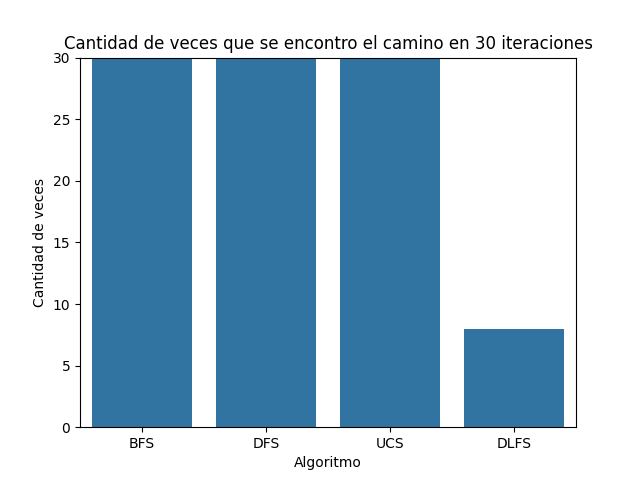 Cantidad de veces que se encontro el camino en 30 iteraciones
30
25
20
15
10
5
0
Cantidad de veces
BFS DFS UCS DLFS
Algoritmo